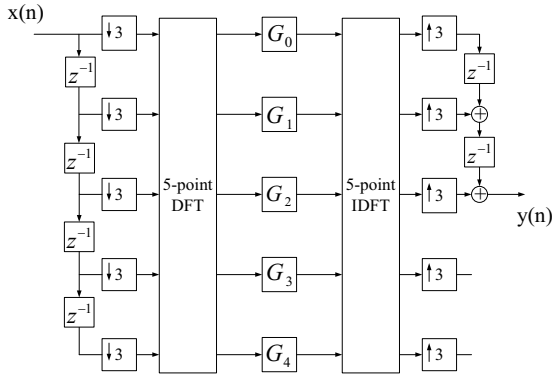 x(n)
↓3
5-point
DFT
G₀
5-point
IDFT
↑3
z⁻¹
z⁻¹
↓3
G₁
↑3
+
z⁻¹
z⁻¹
↓3
G₂
↑3
+
y(n)
z⁻¹
↓3
G₃
↑3
z⁻¹
↓3
G₄
↑3